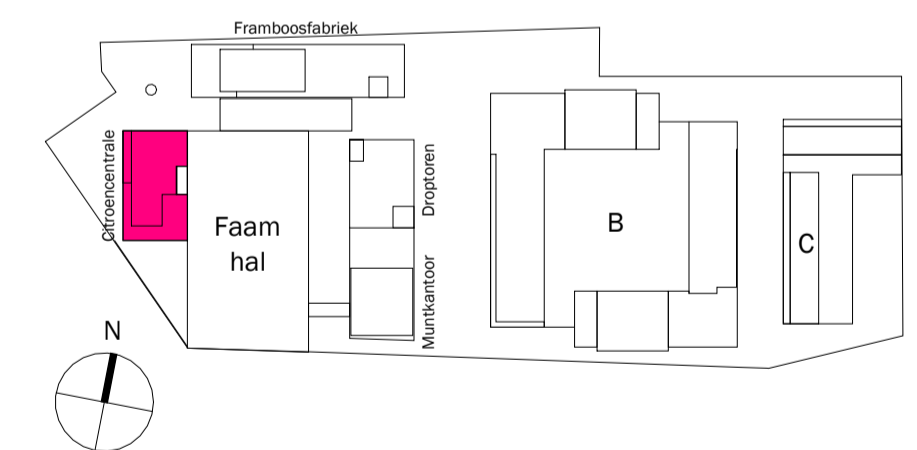 Framboosfabriek
Citroencentrale
Faam
hal
Droptoren
Muntkantoor
B
C
N